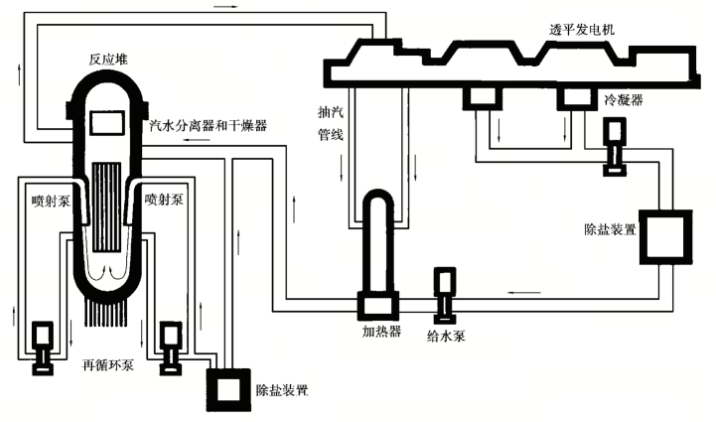 透平发电机
反应堆
冷凝器
抽汽
管线
汽水分离器和干燥器
喷射泵
喷射泵
除盐装置
加热器
给水泵
再循环泵
除盐装置